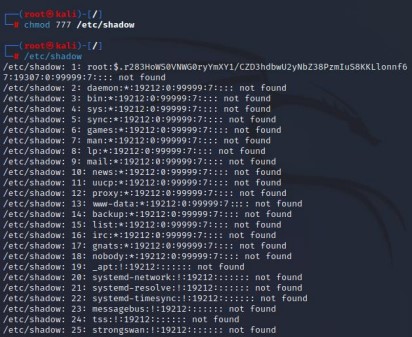 (root㉿kali)-[/]
# chmod 777 /etc/shadow
(root㉿kali)-[/]
# /etc/shadow
/etc/shadow: 1: root:$.r283HoWS0VNWG0ryYmXY1/CZD3hdbwU2yNbZ38PzmIuS8KKLlonnf6
7:19307:0:99999:7:::: not found
/etc/shadow: 2: daemon:*:19212:0:99999:7:::: not found
/etc/shadow: 3: bin:*:19212:0:99999:7:::: not found
/etc/shadow: 4: sys:*:19212:0:99999:7:::: not found
/etc/shadow: 5: sync:*:19212:0:99999:7:::: not found
/etc/shadow: 6: games:*:19212:0:99999:7:::: not found
/etc/shadow: 7: man:*:19212:0:99999:7:::: not found
/etc/shadow: 8: lp:*:19212:0:99999:7:::: not found
/etc/shadow: 9: mail:*:19212:0:99999:7:::: not found
/etc/shadow: 10: news:*:19212:0:99999:7:::: not found
/etc/shadow: 11: uucp:*:19212:0:99999:7:::: not found
/etc/shadow: 12: proxy:*:19212:0:99999:7:::: not found
/etc/shadow: 13: www-data:*:19212:0:99999:7:::: not found
/etc/shadow: 14: backup:*:19212:0:99999:7:::: not found
/etc/shadow: 15: list:*:19212:0:99999:7:::: not found
/etc/shadow: 16: irc:*:19212:0:99999:7:::: not found
/etc/shadow: 17: gnats:*:19212:0:99999:7:::: not found
/etc/shadow: 18: nobody:*:19212:0:99999:7:::: not found
/etc/shadow: 19: _apt:!:19212:::::: not found
/etc/shadow: 20: systemd-network:!:19212:::::: not found
/etc/shadow: 21: systemd-resolve:!:19212:::::: not found
/etc/shadow: 22: systemd-timesync:!:19212:::::: not found
/etc/shadow: 23: messagebus:!:19212:::::: not found
/etc/shadow: 24: tss:!:19212:::::: not found
/etc/shadow: 25: strongswan:!:19212:::::: not found